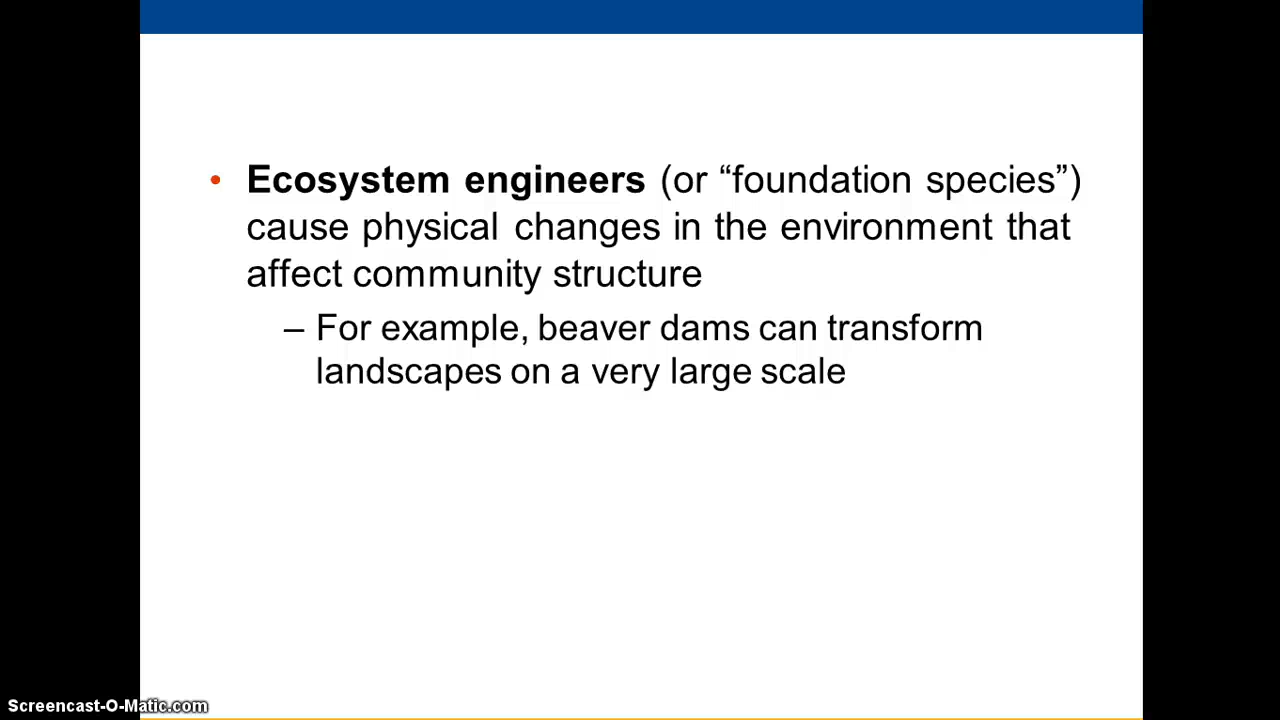 • Ecosystem engineers (or “foundation species”)
cause physical changes in the environment that
affect community structure
– For example, beaver dams can transform
landscapes on a very large scale
Screencast-O-Matic.com